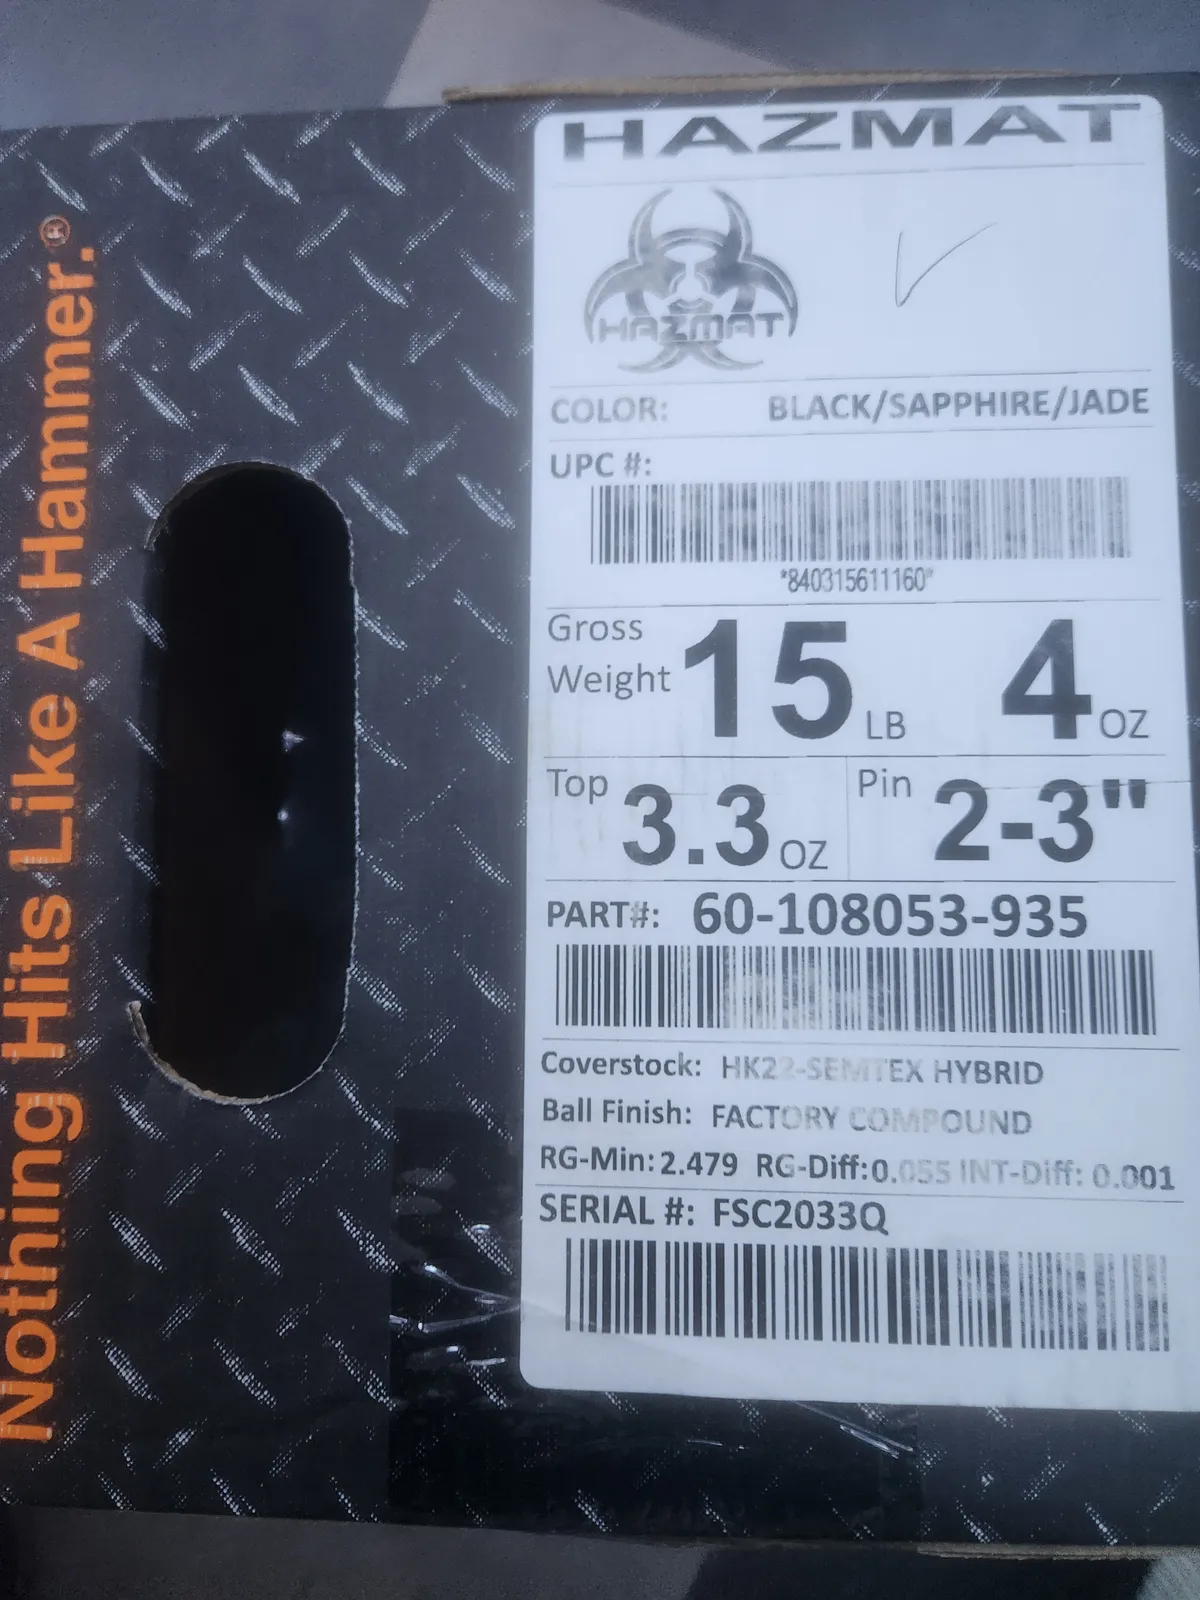 Nothing Hits Like A Hammer.®
HAZMAT
HAZMAT
COLOR: BLACK/SAPPHIRE/JADE
UPC #:
*840315611160*
Gross
Weight 15 LB 4 OZ
Top 3.3 OZ Pin 2-3"
PART#: 60-108053-935
Coverstock: HK22-SEMTEX HYBRID
Ball Finish: FACTORY COMPOUND
RG-Min: 2.479 RG-Diff: 0.055 INT-Diff: 0.001
SERIAL #: FSC2033Q